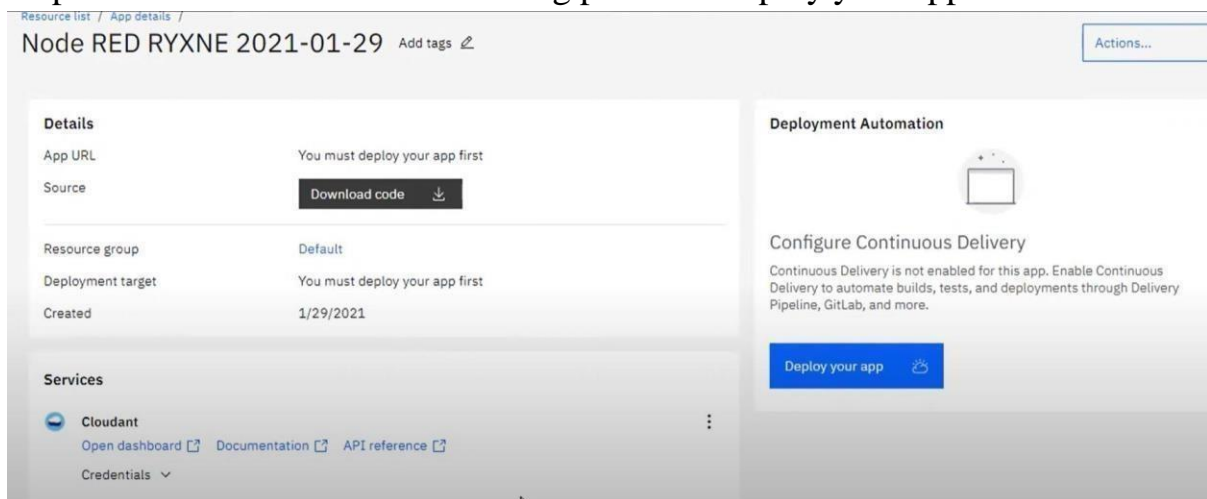 Resource list / App details /
Node RED RYXNE 2021-01-29 Add tags
Actions...
Details
App URL You must deploy your app first
Source Download code
Resource group Default
Deployment target You must deploy your app first
Created 1/29/2021
Services
Cloudant
Open dashboard Documentation API reference
Credentials
Deployment Automation
Configure Continuous Delivery
Continuous Delivery is not enabled for this app. Enable Continuous
Delivery to automate builds, tests, and deployments through Delivery
Pipeline, GitLab, and more.
Deploy your app